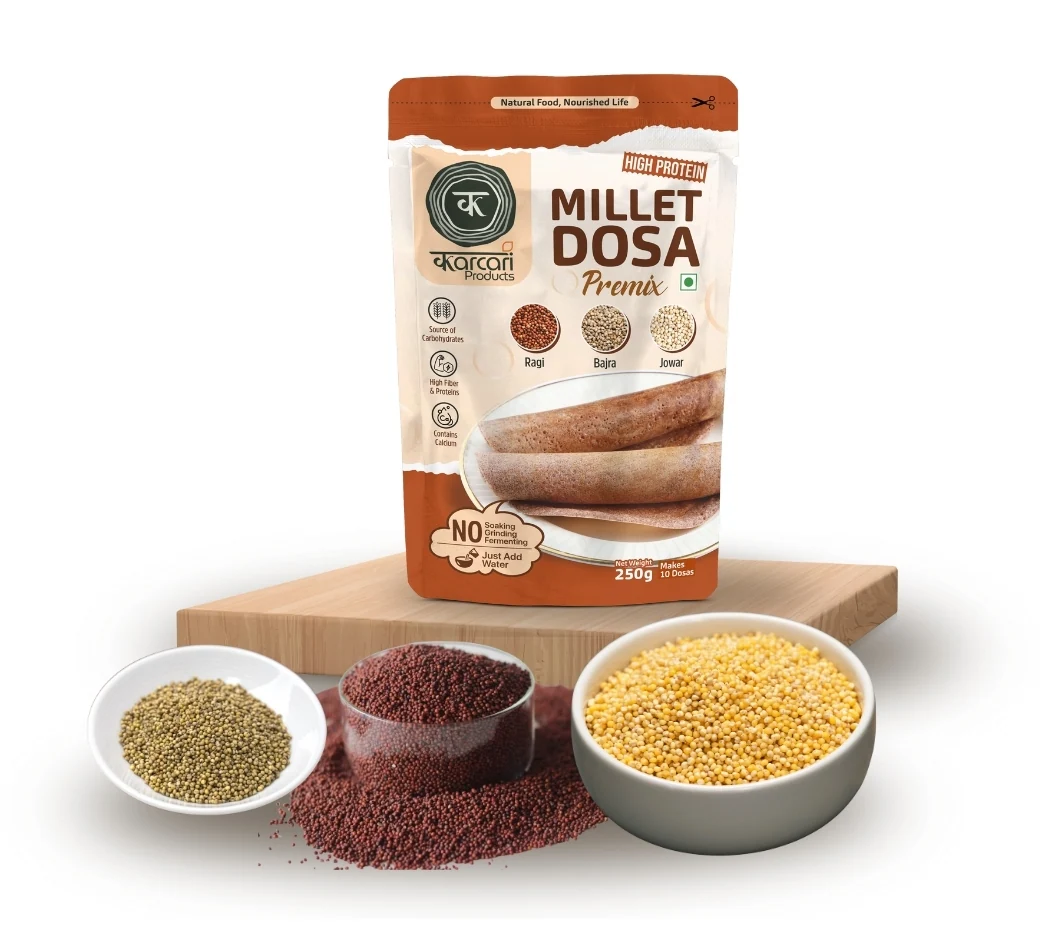 Natural Food, Nourished Life
HIGH PROTEIN
क
कarcari
Products
MILLET
DOSA
Premix
Ragi
Bajra
Jowar
Source of
Carbohydrates
High Fiber
& Proteins
Contains
Calcium
Ca
NO
Soaking
Grinding
Fermenting
Just Add
Water
Net Weight
250g
Makes
10 Dosas